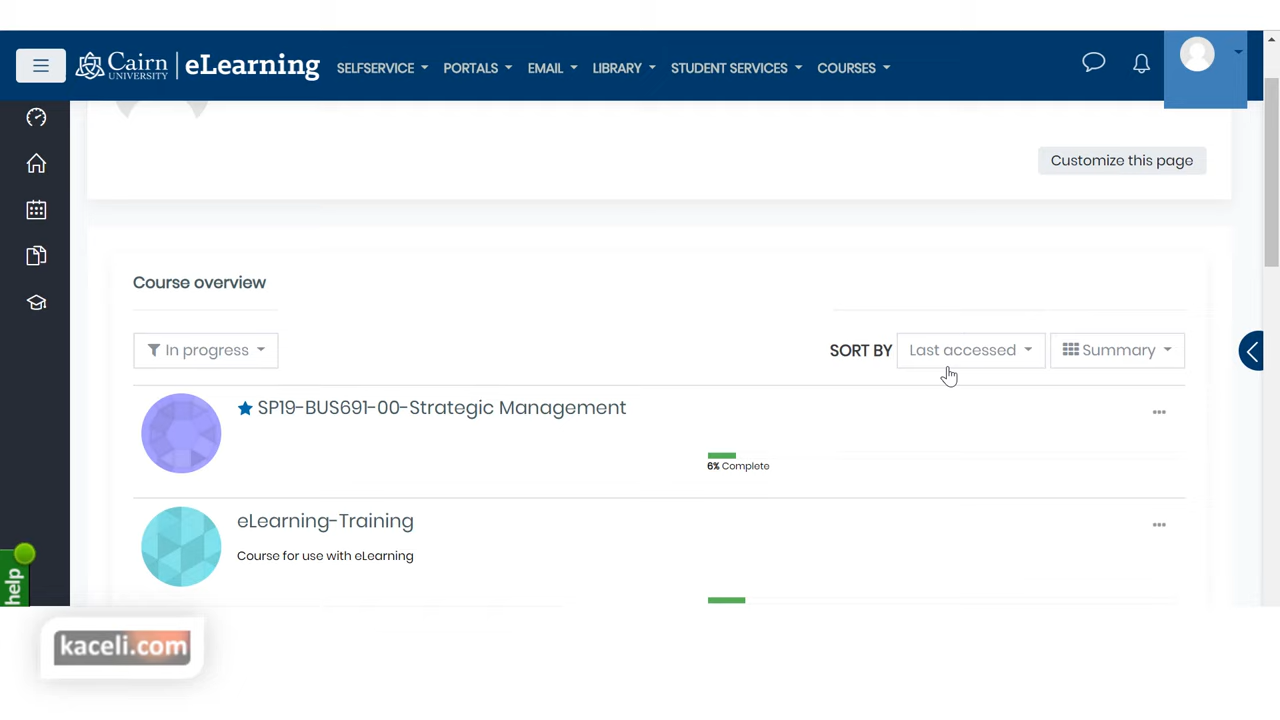 Cairn UNIVERSITY eLearning SELFSERVICE PORTALS EMAIL LIBRARY STUDENT SERVICES COURSES
Customize this page
Course overview
In progress SORT BY Last accessed Summary
SP19-BUS691-00-Strategic Management
6% Complete
eLearning-Training
Course for use with eLearning
help
kaceli.com